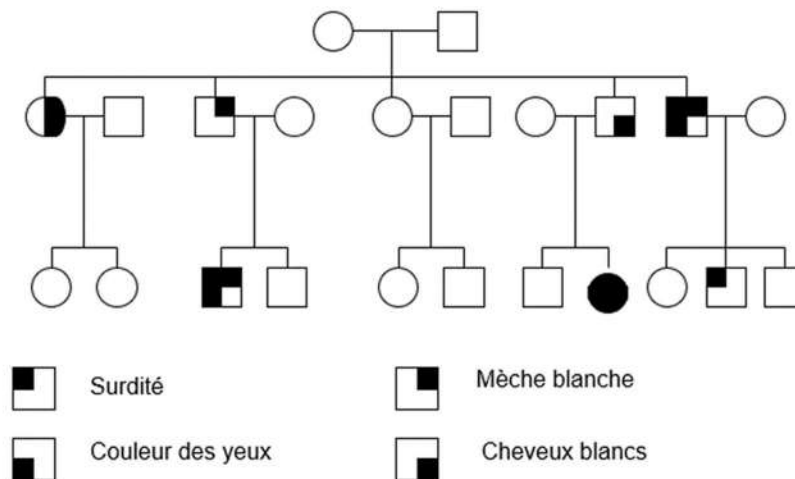 Surdité
Mèche blanche
Couleur des yeux
Cheveux blancs